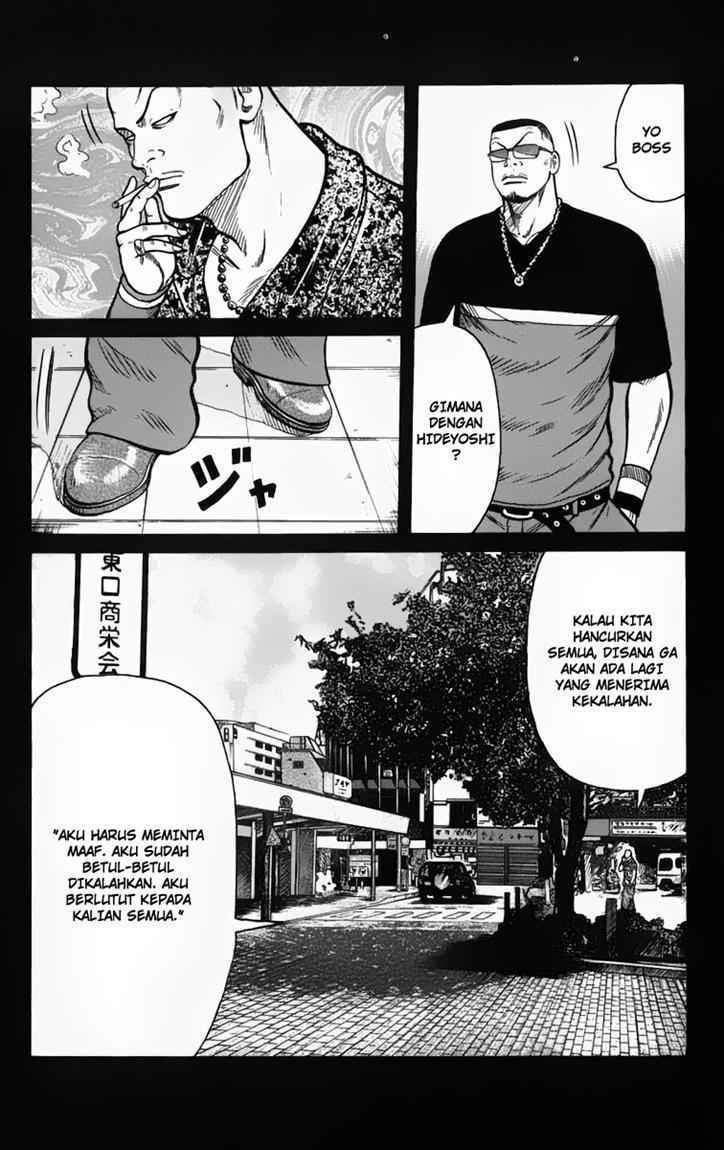 YO
BOSS
GIMANA
DENGAN
HIDEYOSHI
?
ジャ
東口商栄会
KALAU KITA
HANCURKAN
SEMUA, DISANA GA
AKAN ADA LAGI
YANG MENERIMA
KEKALAHAN.
"AKU HARUS MEMINTA
MAAF. AKU SUDAH
BETUL-BETUL
DIKALAHKAN. AKU
BERLUTUT KEPADA
KALIAN SEMUA."